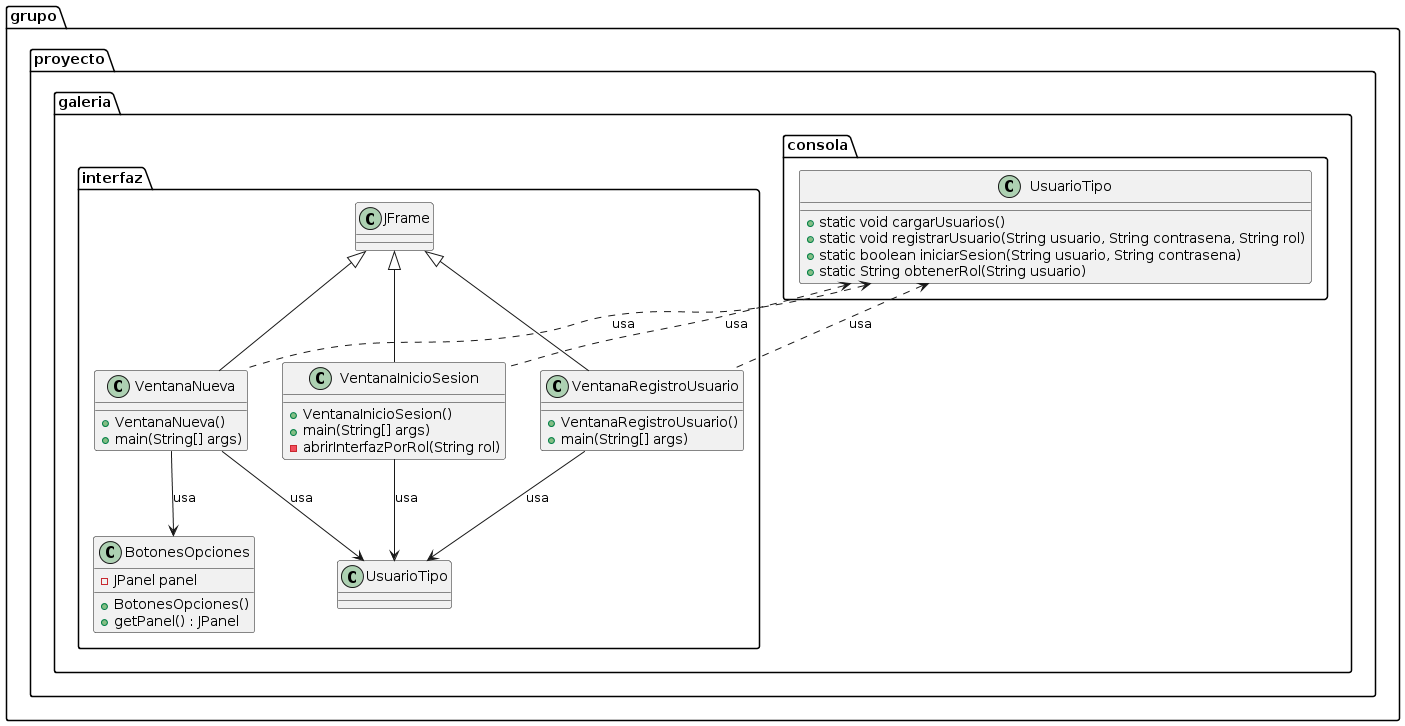 grupo
proyecto
galeria
consola
UsuarioTipo
static void cargarUsuarios()
static void registrarUsuario(String usuario, String contrasena, String rol)
static boolean iniciarSesion(String usuario, String contrasena)
static String obtenerRol(String usuario)
interfaz
JFrame
usa
usa
usa
VentanaNueva
VentanaNueva()
main(String[] args)
VentanaInicioSesion
VentanaInicioSesion()
main(String[] args)
abrirInterfazPorRol(String rol)
VentanaRegistroUsuario
VentanaRegistroUsuario()
main(String[] args)
usa
usa
usa
usa
BotonesOpciones
JPanel panel
BotonesOpciones()
getPanel() : JPanel
UsuarioTipo
C
C
C
C
C
C
C